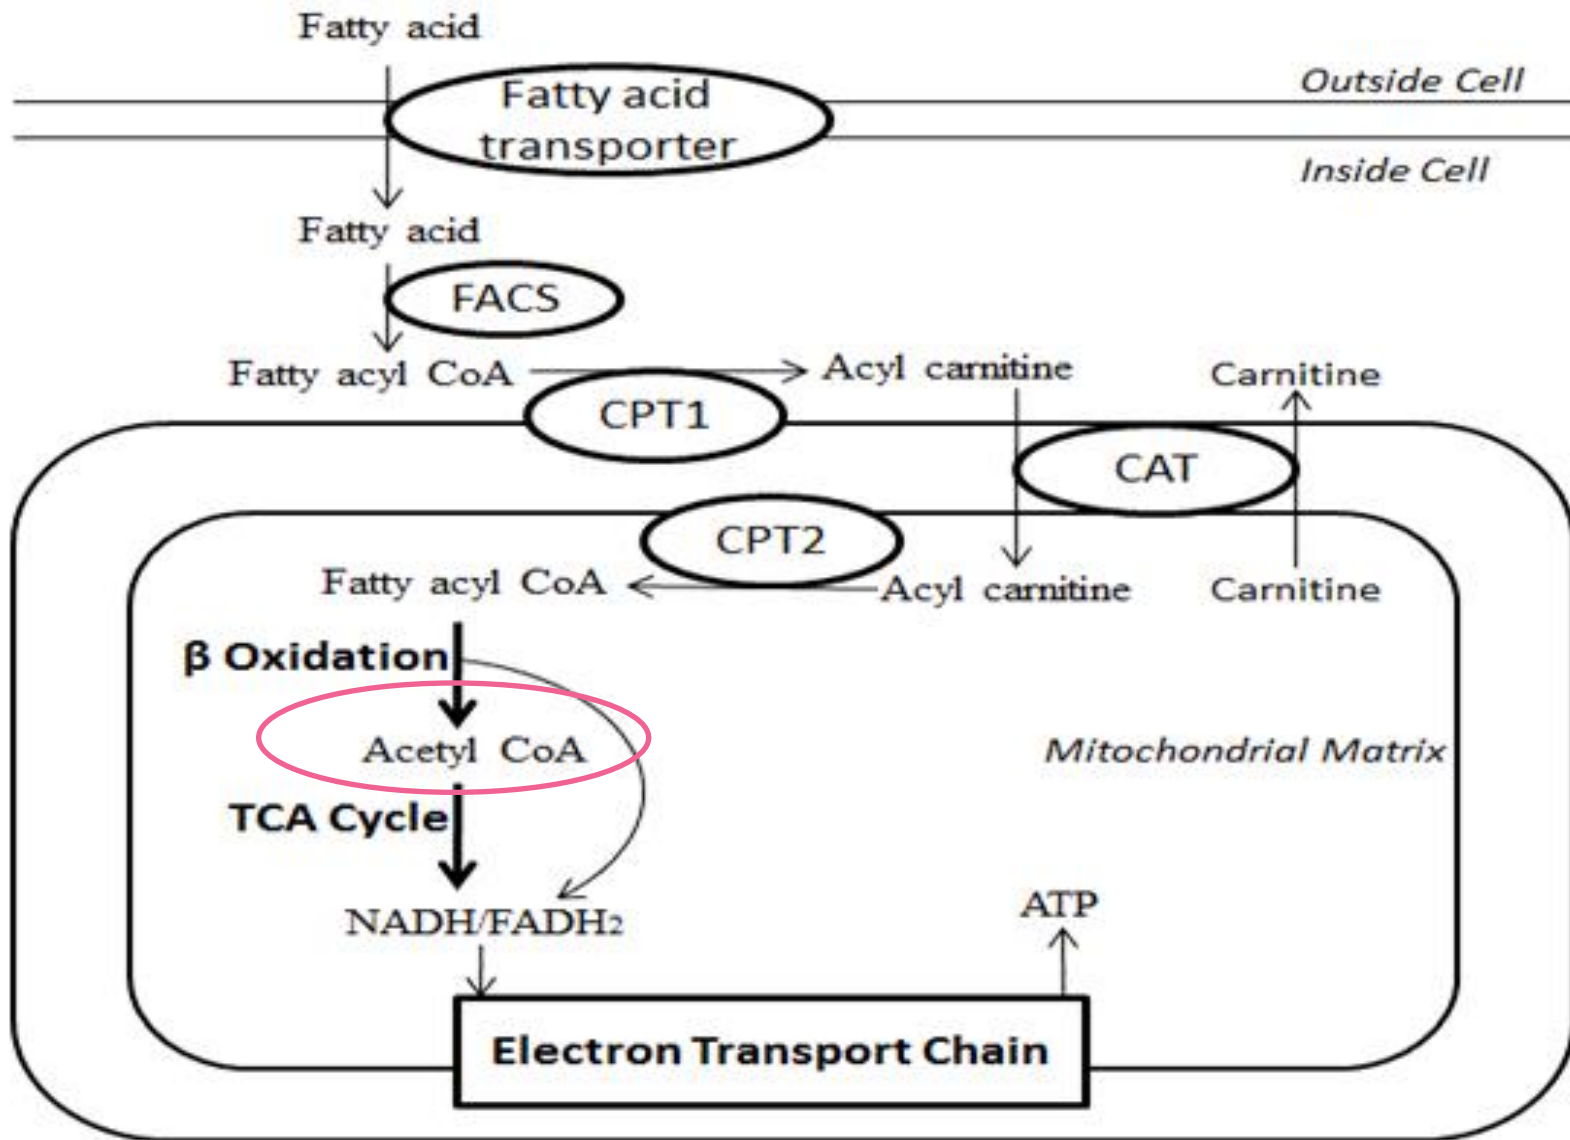 Fatty acid
Fatty acid
transporter
Outside Cell
Inside Cell
Fatty acid
FACS
Fatty acyl CoA
Acyl carnitine
Carnitine
CPT1
CAT
CPT2
Fatty acyl CoA
Acyl carnitine
Carnitine
β Oxidation
Acetyl CoA
Mitochondrial Matrix
TCA Cycle
NADH/FADH2
ATP
Electron Transport Chain